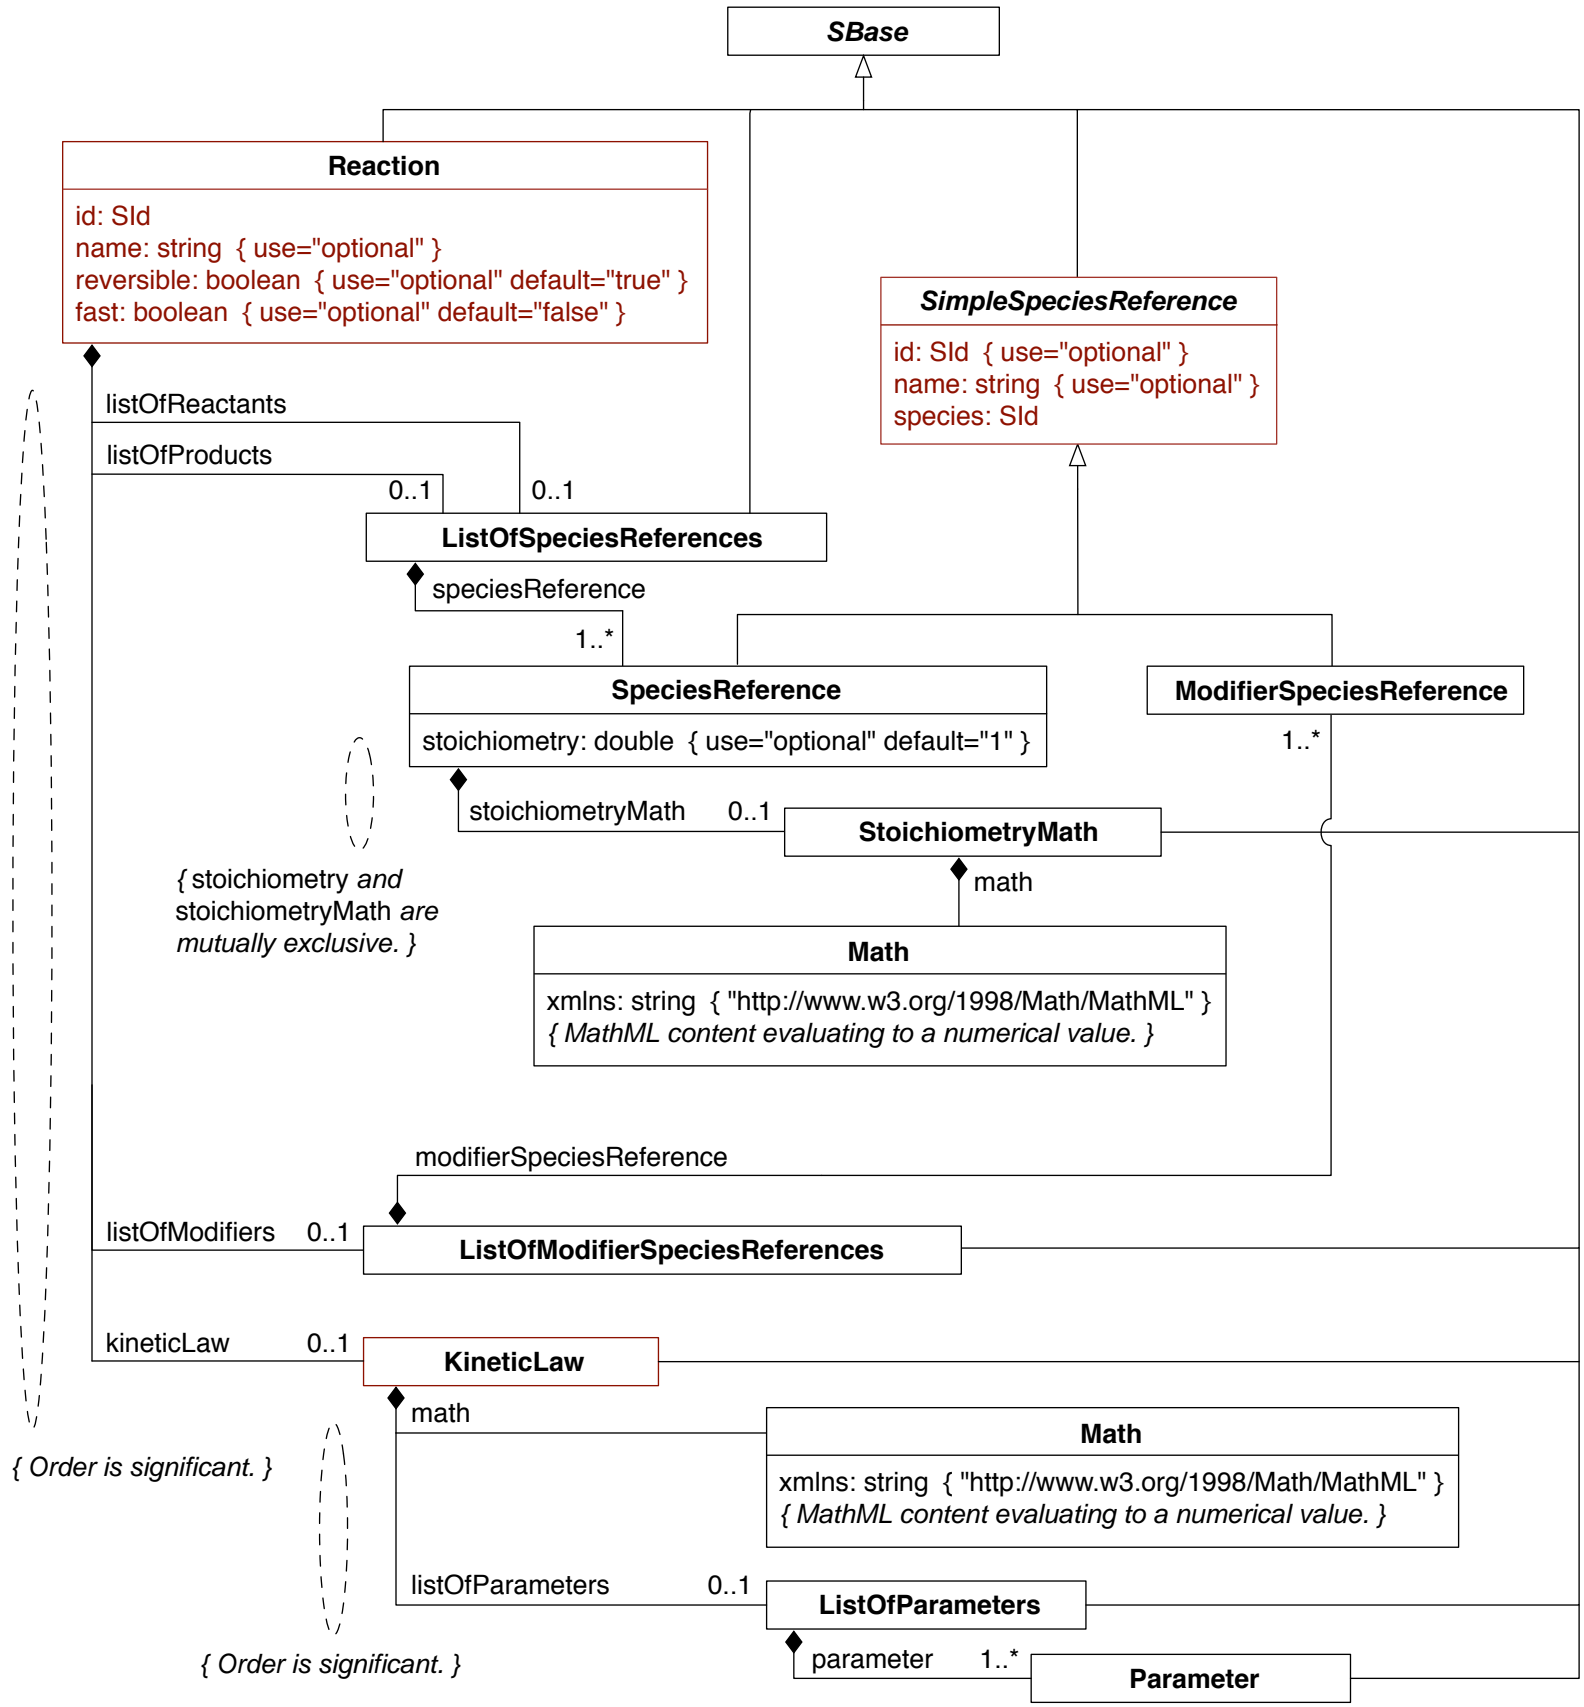 SBase
Reaction
id: SId
name: string { use="optional" }
reversible: boolean { use="optional" default="true" }
fast: boolean { use="optional" default="false" }
SimpleSpeciesReference
id: SId { use="optional" }
name: string { use="optional" }
species: SId
listOfReactants
listOfProducts
0..1
0..1
ListOfSpeciesReferences
speciesReference
1..*
SpeciesReference
stoichiometry: double { use="optional" default="1" }
ModifierSpeciesReference
1..*
stoichiometryMath
0..1
StoichiometryMath
{ stoichiometry and
stoichiometryMath are
mutually exclusive. }
math
Math
xmlns: string { "http://www.w3.org/1998/Math/MathML" }
{ MathML content evaluating to a numerical value. }
modifierSpeciesReference
listOfModifiers
0..1
ListOfModifierSpeciesReferences
kineticLaw
0..1
KineticLaw
math
{ Order is significant. }
Math
xmlns: string { "http://www.w3.org/1998/Math/MathML" }
{ MathML content evaluating to a numerical value. }
listOfParameters
0..1
ListOfParameters
{ Order is significant. }
parameter
1..*
Parameter